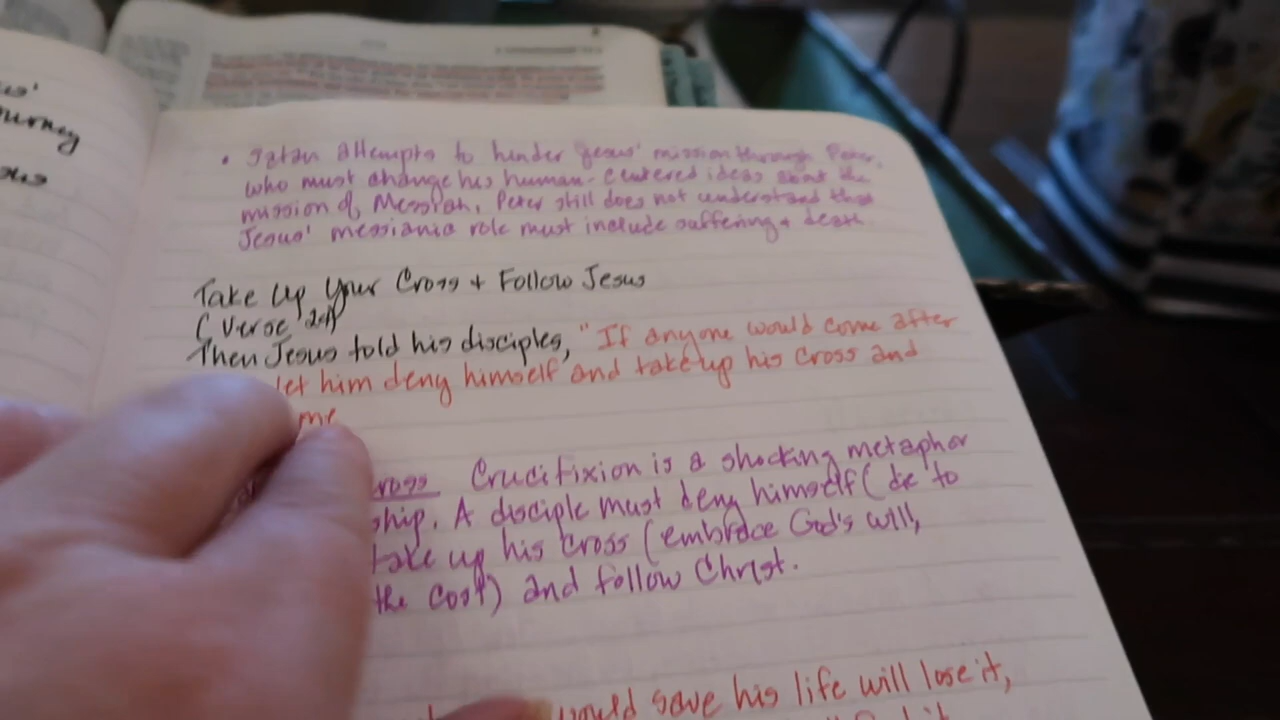 ourney
• Satan attempts to hinder Jesus' mission through Peter,
who must change his human-centered ideas about the
mission of Messiah. Peter still does not understand that
Jesus' messianic role must include suffering + death.
Take Up Your Cross + Follow Jesus
(Verse 24)
Then Jesus told his disciples, "If anyone would come after
let him deny himself and take up his cross and
me
ross Crucifixion is a shocking metaphor
ship. A disciple must deny himself (die to
take up his cross (embrace God's will,
the cost) and follow Christ.
would save his life will lose it,